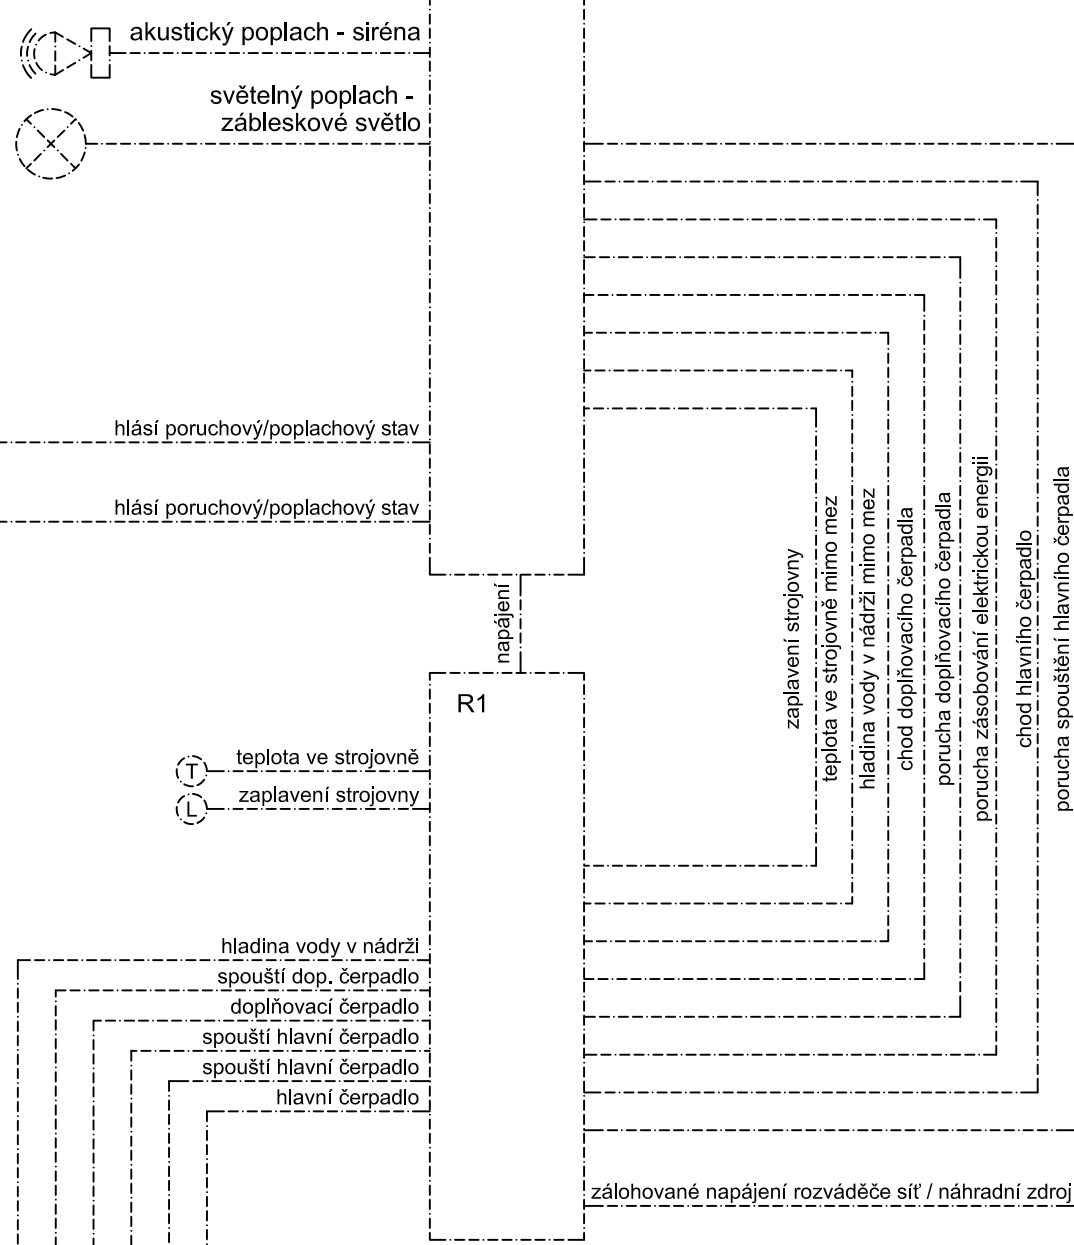 akustický poplach - siréna
světelný poplach -
zábleskové světlo
hlásí poruchový/poplachový stav
hlásí poruchový/poplachový stav
napájení
R1
T
teplota ve strojovně
L
zaplavení strojovny
hladina vody v nádrži
spouští dop. čerpadlo
doplňovací čerpadlo
spouští hlavní čerpadlo
spouští hlavní čerpadlo
hlavní čerpadlo
zaplavení strojovny
teplota ve strojovně mimo mez
hladina vody v nádrži mimo mez
chod doplňovacího čerpadla
porucha doplňovacího čerpadla
porucha zásobování elektrickou energii
chod hlavního čerpadlo
porucha spouštění hlavního čerpadla
zálohované napájení rozváděče síť / náhradní zdroj